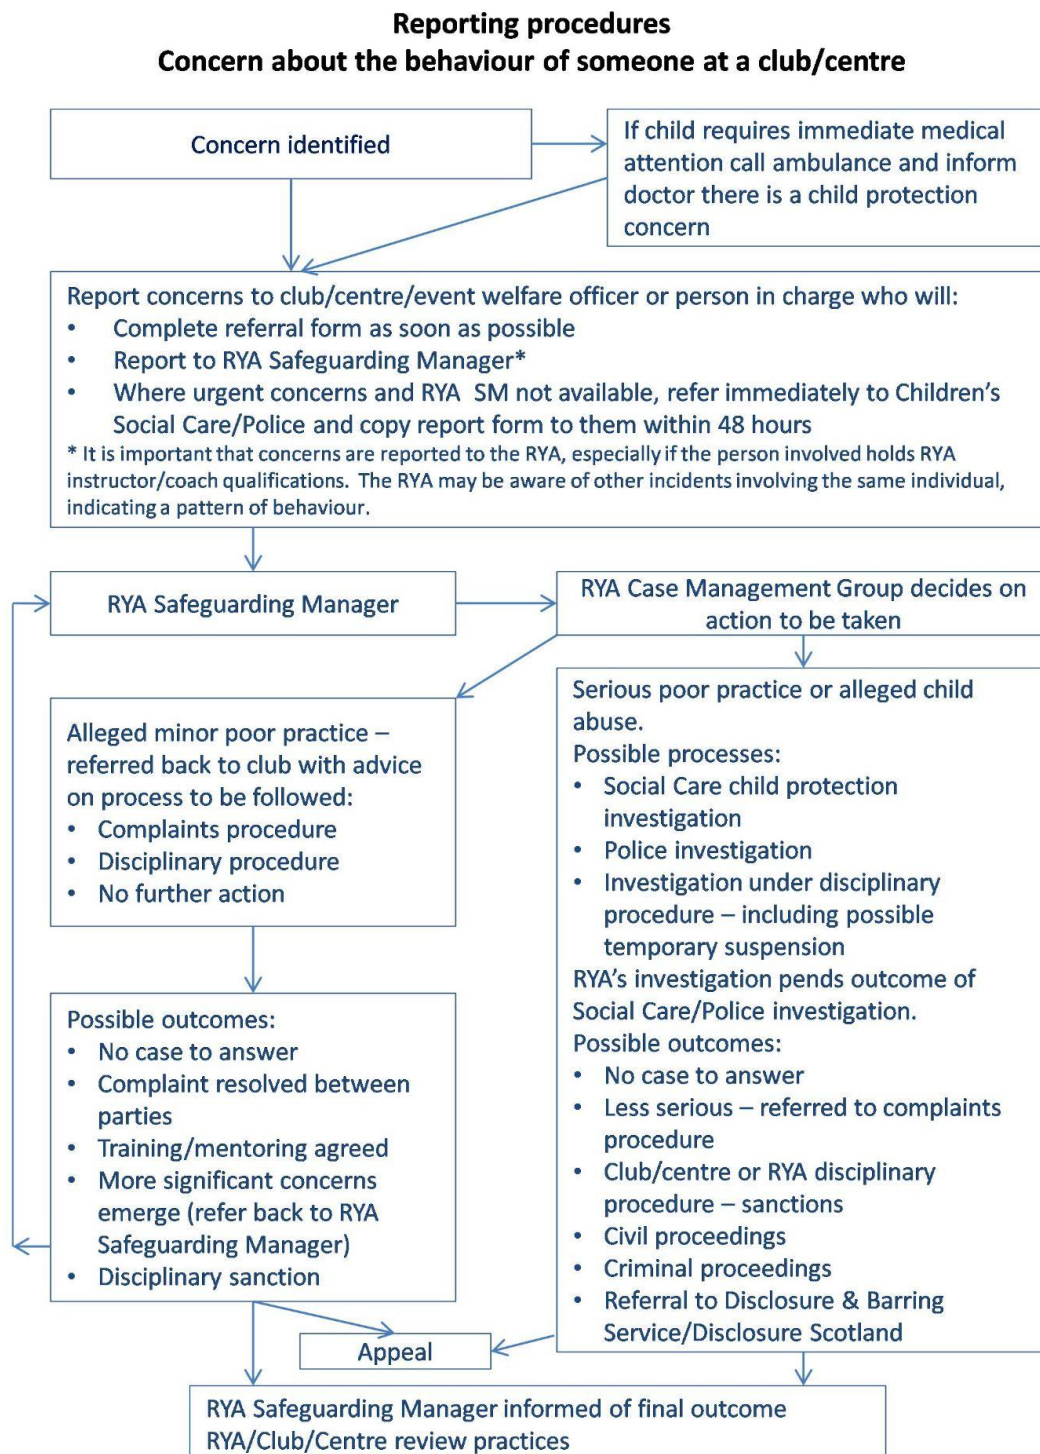 Reporting procedures
Concern about the behaviour of someone at a club/centre
Concern identified
If child requires immediate medical
attention call ambulance and inform
doctor there is a child protection
concern
Report concerns to club/centre/event welfare officer or person in charge who will:
• Complete referral form as soon as possible
• Report to RYA Safeguarding Manager*
• Where urgent concerns and RYA SM not available, refer immediately to Children's
Social Care/Police and copy report form to them within 48 hours
* It is important that concerns are reported to the RYA, especially if the person involved holds RYA
instructor/coach qualifications. The RYA may be aware of other incidents involving the same individual,
indicating a pattern of behaviour.
RYA Safeguarding Manager
RYA Case Management Group decides on
action to be taken
Alleged minor poor practice –
referred back to club with advice
on process to be followed:
• Complaints procedure
• Disciplinary procedure
• No further action
Serious poor practice or alleged child
abuse.
Possible processes:
• Social Care child protection
investigation
• Police investigation
• Investigation under disciplinary
procedure – including possible
temporary suspension
RYA's investigation pends outcome of
Social Care/Police investigation.
Possible outcomes:
• No case to answer
• Less serious – referred to complaints
procedure
• Club/centre or RYA disciplinary
procedure – sanctions
• Civil proceedings
• Criminal proceedings
• Referral to Disclosure & Barring
Service/Disclosure Scotland
Possible outcomes:
• No case to answer
• Complaint resolved between
parties
• Training/mentoring agreed
• More significant concerns
emerge (refer back to RYA
Safeguarding Manager)
• Disciplinary sanction
Appeal
RYA Safeguarding Manager informed of final outcome
RYA/Club/Centre review practices